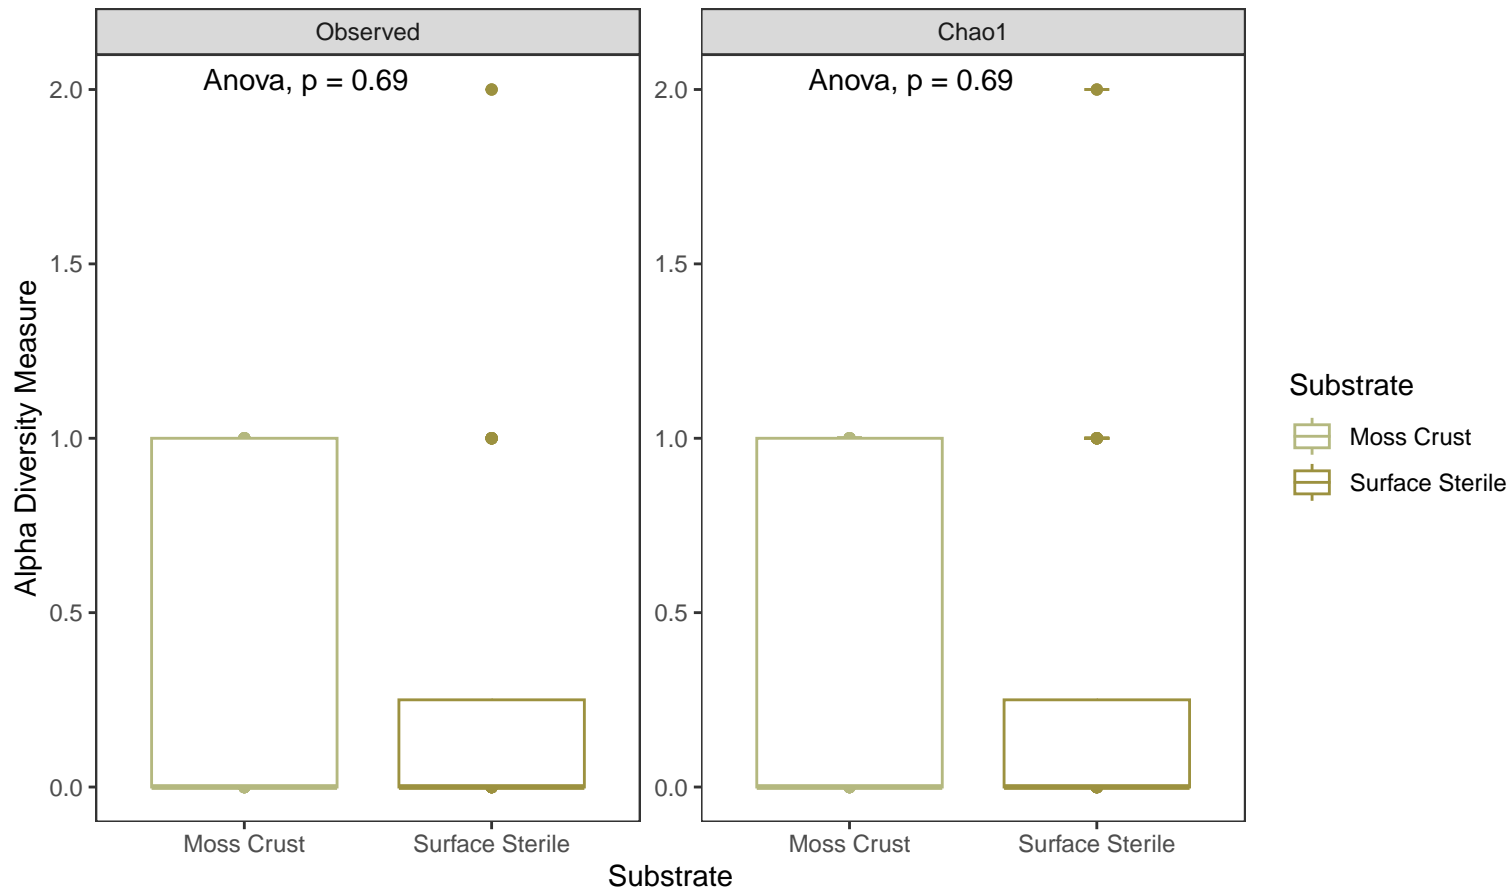 Observed
Chao1
Anova, p = 0.69
Anova, p = 0.69
2.0
1.5
1.0
0.5
0.0
2.0
1.5
1.0
0.5
0.0
Alpha Diversity Measure
Moss Crust
Surface Sterile
Moss Crust
Surface Sterile
Substrate
Substrate
Moss Crust
Surface Sterile